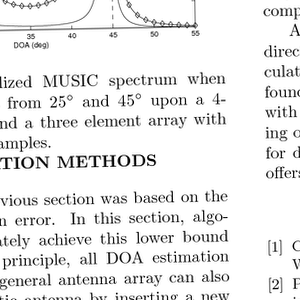 35 40 45 50 55
DOA (deg)
lized MUSIC spectrum when
from 25° and 45° upon a 4-
nd a three element array with
amples.
TION METHODS
vious section was based on the
n error. In this section, algo-
ately achieve this lower bound
principle, all DOA estimation
general antenna array can also
tic antenna by inserting a new
comp
A
direc
culat
found
with
ing o
for d
offers
[1] C
W
[2]